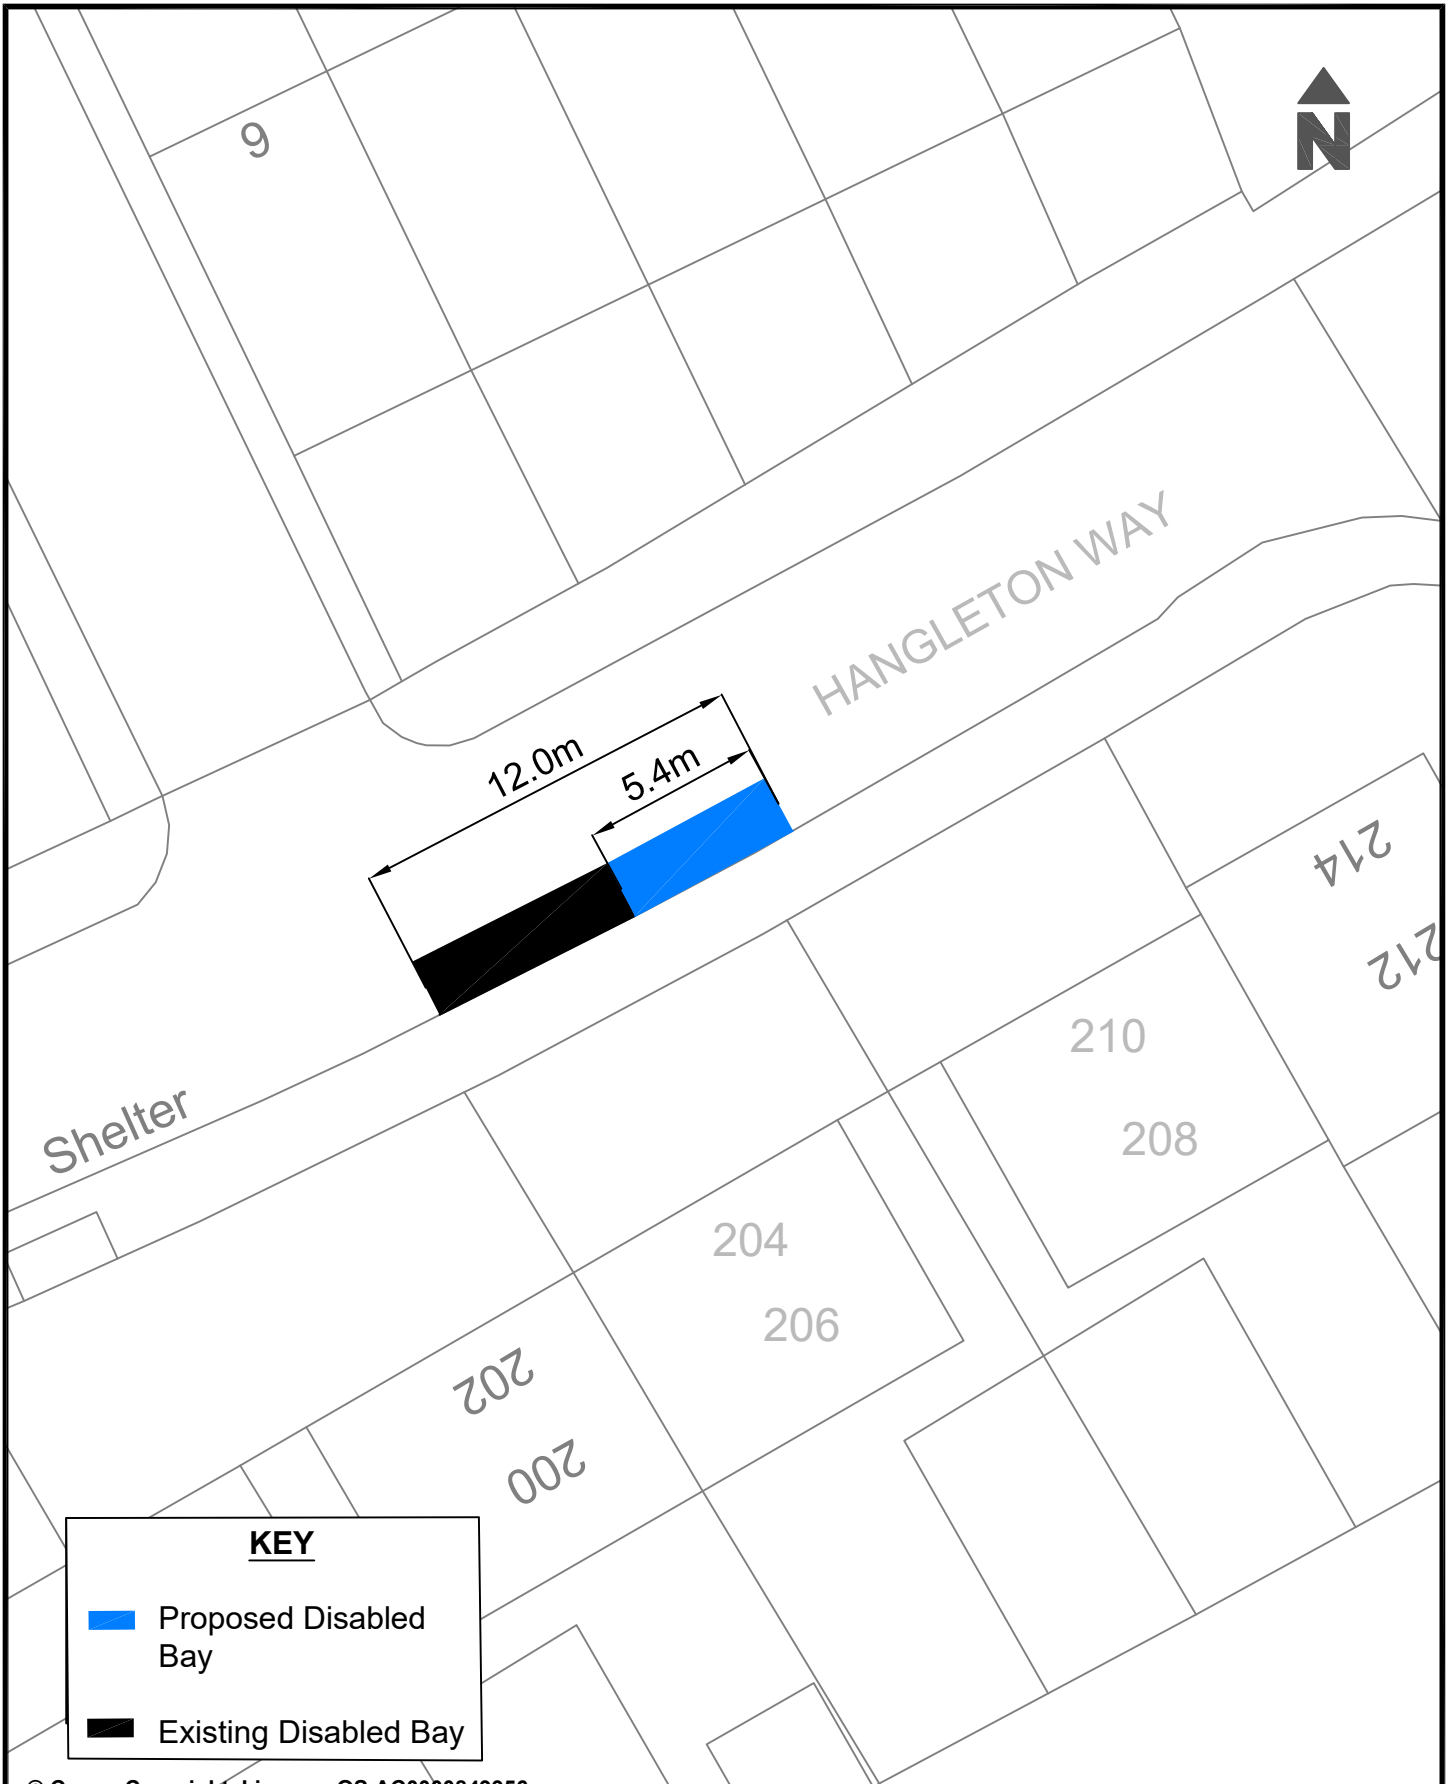 9
N
HANGLETON WAY
12.0m
5.4m
214
212
210
Shelter
208
204
206
202
200
KEY
Proposed Disabled
Bay
Existing Disabled Bay